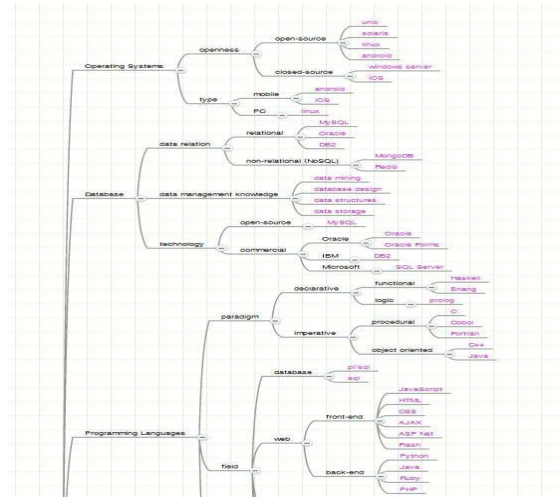 Operating Systems
openness
open-source
unix
solaris
linux
android
closed-source
windows server
iOS
type
mobile
android
iOS
PC
linux
Database
data relation
relational
MySQL
Oracle
DB2
non-relational (NoSQL)
MongoDB
Redis
data management knowledge
data mining
database design
data structures
data storage
technology
open-source
MySQL
commercial
Oracle
Oracle
Oracle Forms
IBM
DB2
Microsoft
SQL Server
Programming Languages
paradigm
declarative
functional
Haskell
Erlang
logic
prolog
imperative
procedural
C
Cobol
Fortran
object oriented
C++
Java
field
database
pl/sql
sql
web
front-end
JavaScript
HTML
CSS
AJAX
ASP Net
Flash
back-end
Python
Java
Ruby
PHP